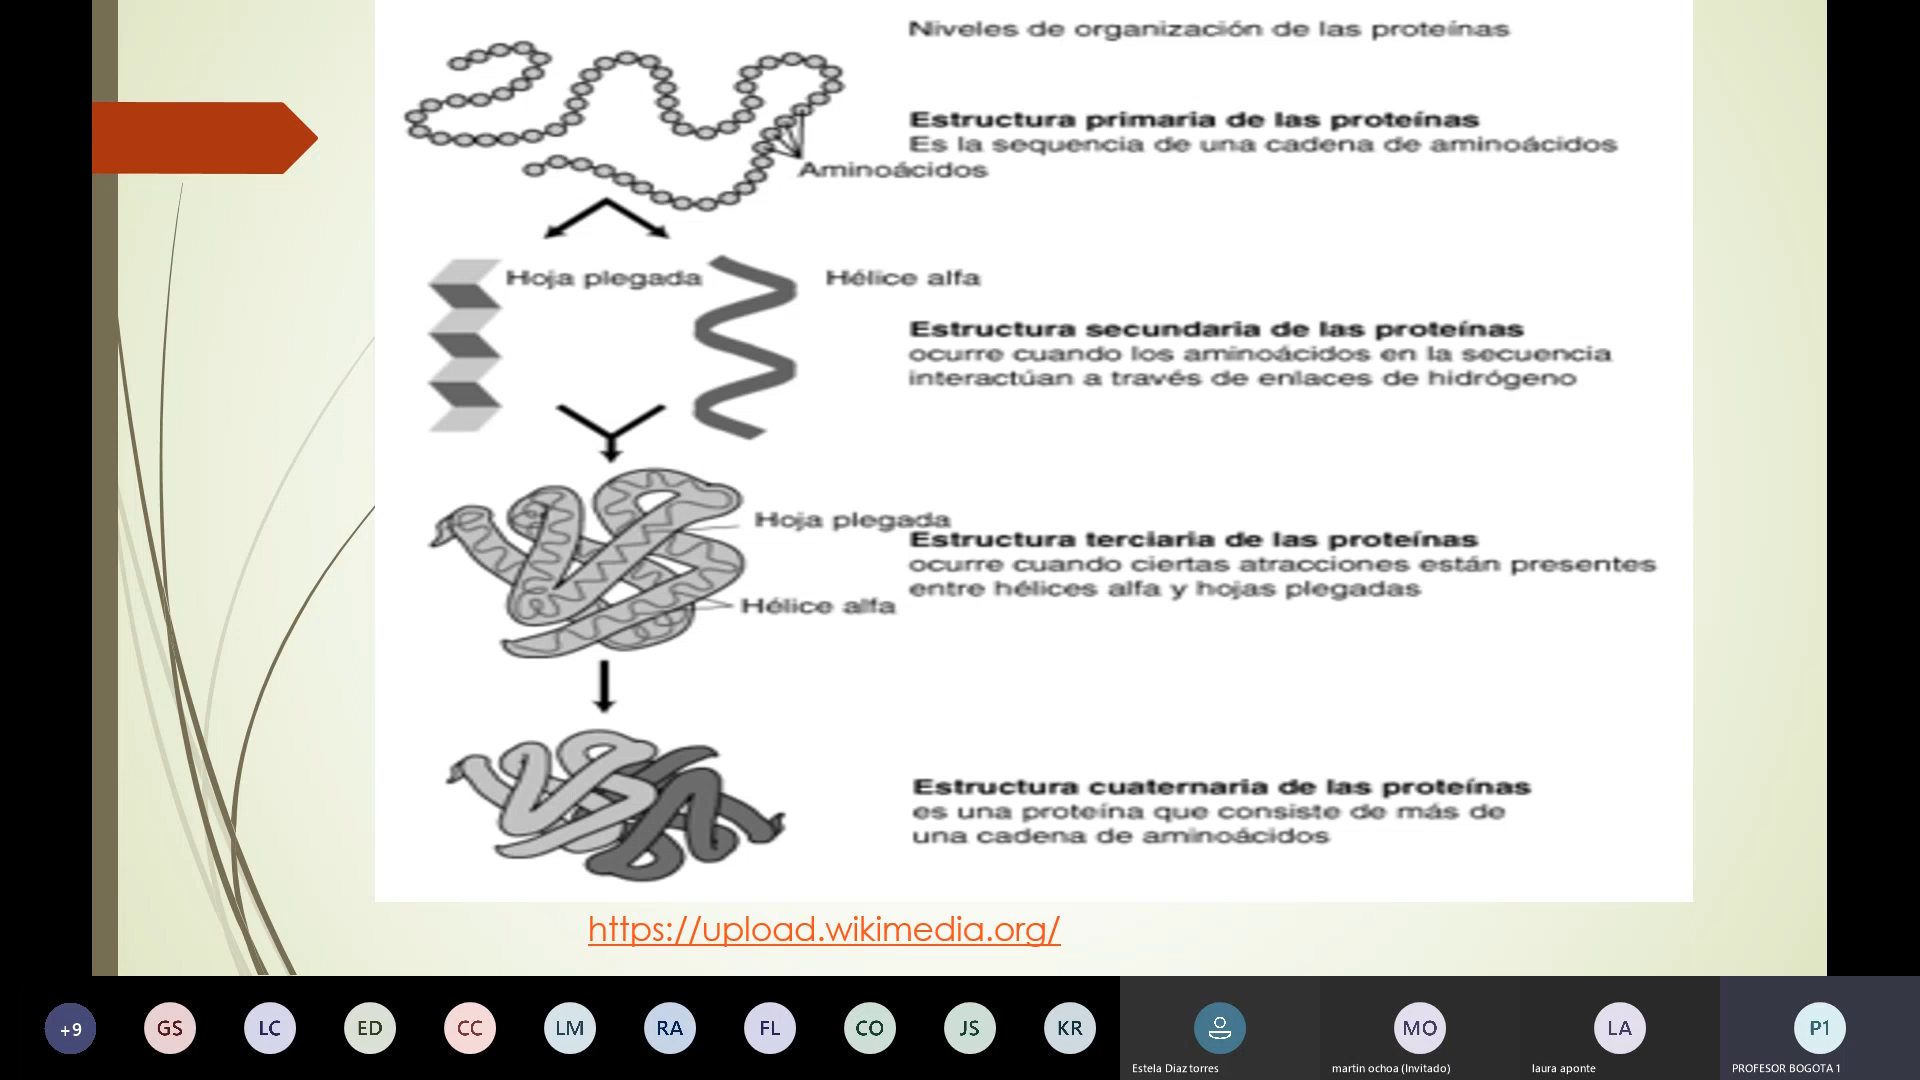 Niveles de organización de las proteínas
Estructura primaria de las proteínas
Es la sequencia de una cadena de aminoácidos
Aminoácidos
Hoja plegada
Hélice alfa
Estructura secundaria de las proteínas
ocurre cuando los aminoácidos en la secuencia
interactúan a través de enlaces de hidrógeno
Hoja plegada
Estructura terciaria de las proteínas
ocurre cuando ciertas atracciones están presentes
entre hélices alfa y hojas plegadas
Hélice alfa
Estructura cuaternaria de las proteínas
es una proteína que consiste de más de
una cadena de aminoácidos
https://upload.wikimedia.org/
+9
GS
LC
ED
CC
LM
RA
FL
CO
JS
KR
MO
LA
P1
Estela Diaz torres
martin ochoa (Invitado)
laura aponte
PROFESOR BOGOTA 1